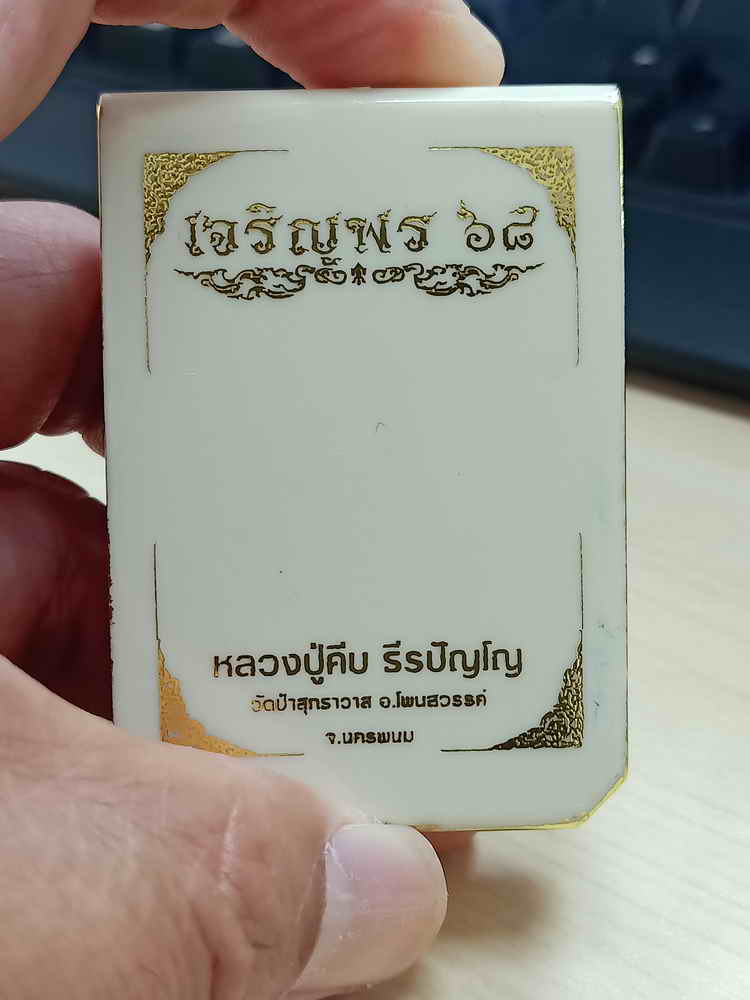 เจริญพร ๖๘
หลวงปู่คีบ ธีรปัญโญ
วัดป่าสุภราวาส อ.โพนสวรรค์
จ.นครพนม